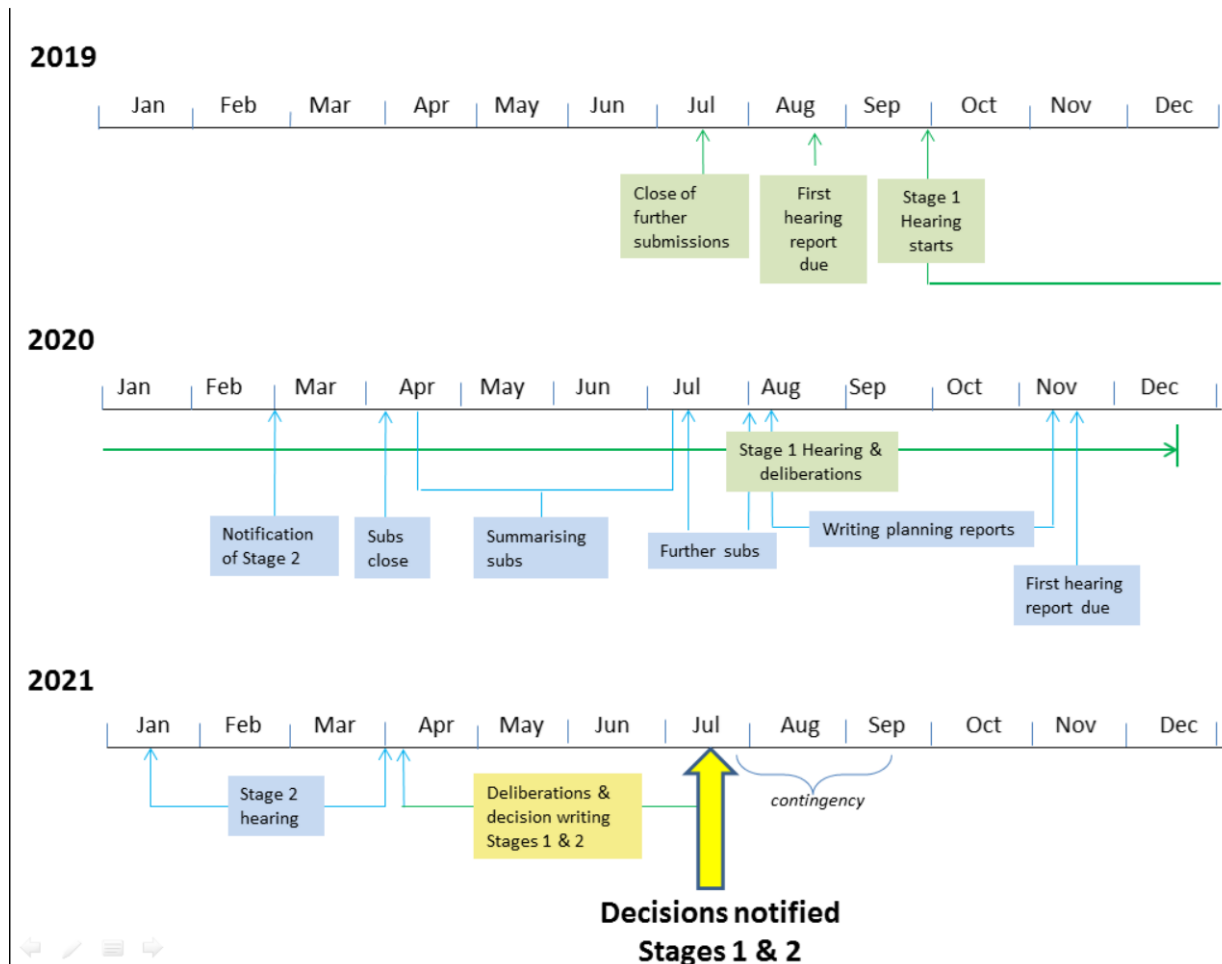 2019
Jan Feb Mar Apr May Jun Jul Aug Sep Oct Nov Dec
Close of
further
submissions
First
hearing
report
due
Stage 1
Hearing
starts
2020
Jan Feb Mar Apr May Jun Jul Aug Sep Oct Nov Dec
Stage 1 Hearing &
deliberations
Notification
of Stage 2
Subs
close
Summarising
subs
Further subs
Writing planning reports
First hearing
report due
2021
Jan Feb Mar Apr May Jun Jul Aug Sep Oct Nov Dec
Stage 2
hearing
Deliberations &
decision writing
Stages 1 & 2
contingency
Decisions notified
Stages 1 & 2